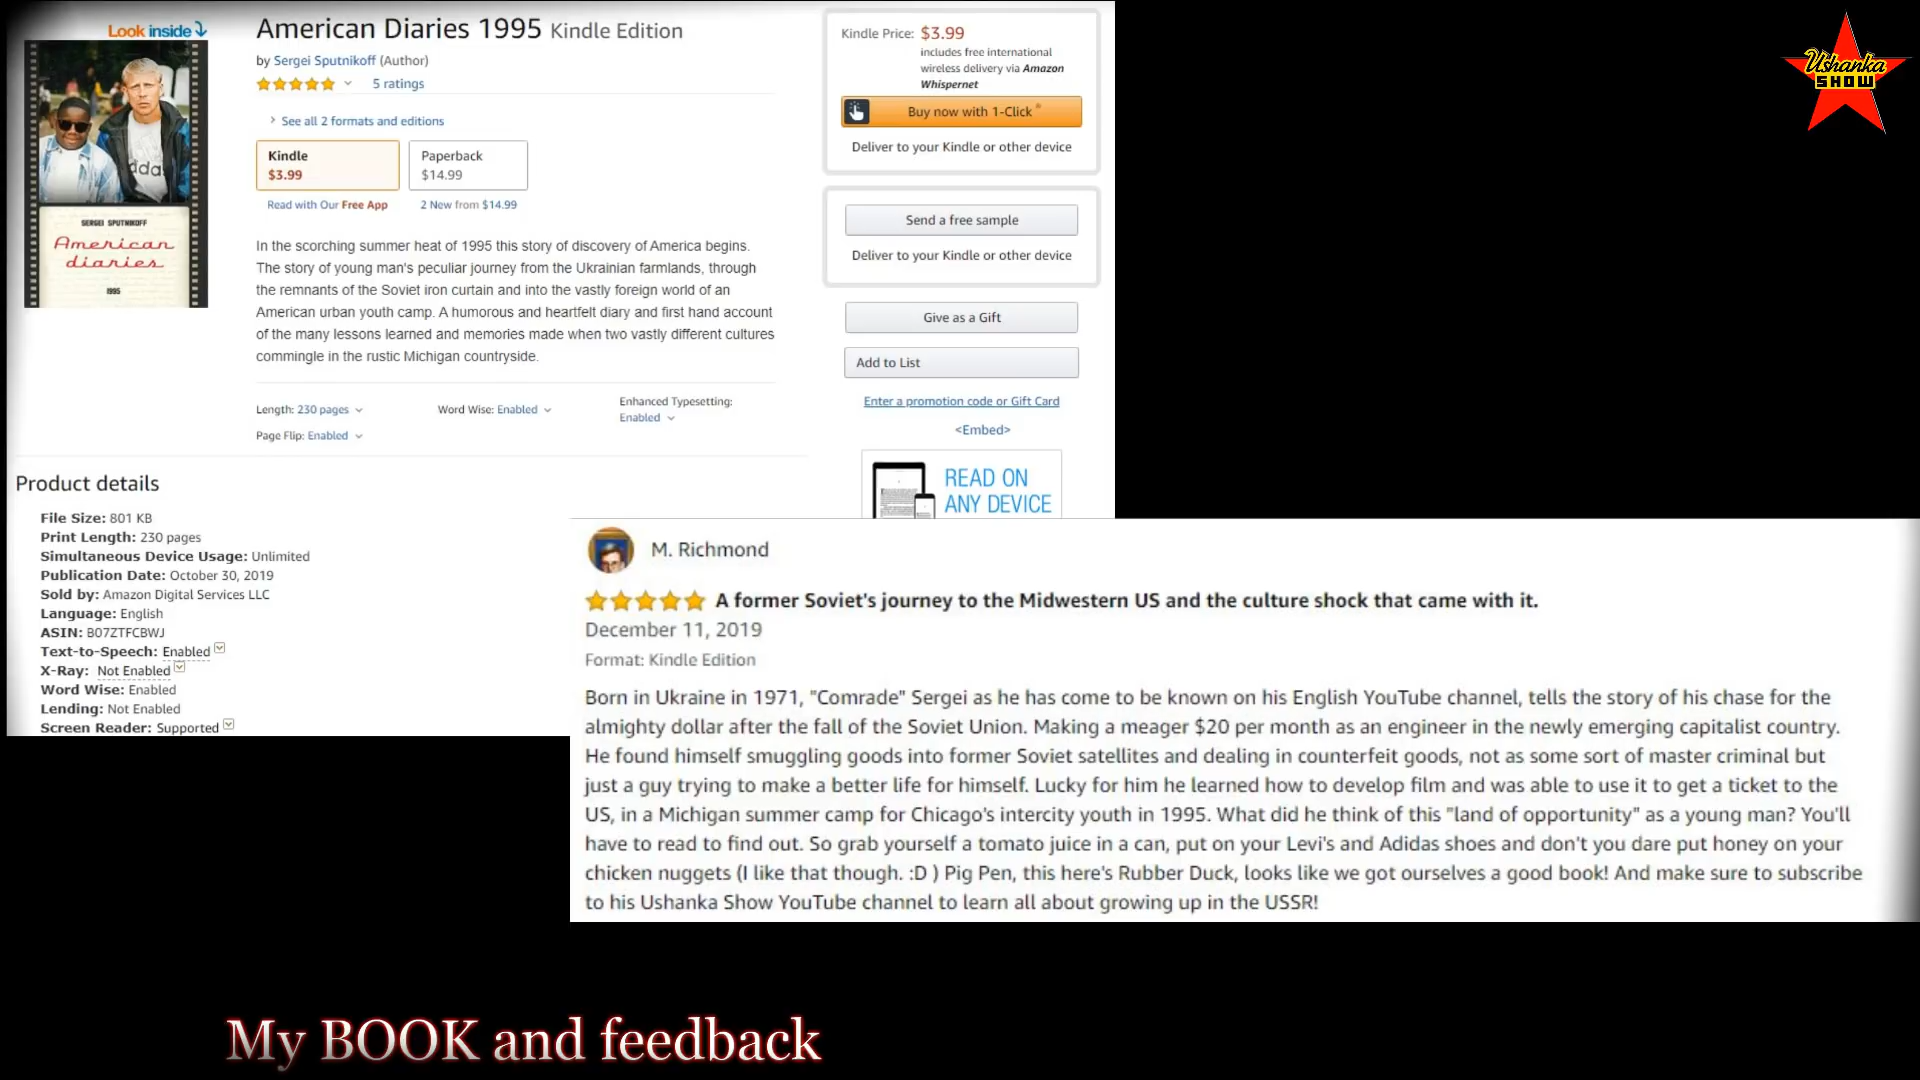 Look inside
American Diaries 1995 Kindle Edition
by Sergei Sputnikoff (Author)
5 ratings
See all 2 formats and editions
Kindle
$3.99
Paperback
$14.99
Read with Our Free App
2 New from $14.99
In the scorching summer heat of 1995 this story of discovery of America begins.
The story of young man's peculiar journey from the Ukrainian farmlands, through
the remnants of the Soviet iron curtain and into the vastly foreign world of an
American urban youth camp. A humorous and heartfelt diary and first hand account
of the many lessons learned and memories made when two vastly different cultures
commingle in the rustic Michigan countryside.
Length: 230 pages
Word Wise: Enabled
Enhanced Typesetting:
Enabled
Page Flip: Enabled
adidas
SERGEI SPUTNIKOFF
American
diaries
1995
Kindle Price: $3.99
includes free international
wireless delivery via Amazon
Whispernet
Buy now with 1-Click ®
Deliver to your Kindle or other device
Send a free sample
Deliver to your Kindle or other device
Give as a Gift
Add to List
Enter a promotion code or Gift Card
<Embed>
READ ON
ANY DEVICE
Ushanka
SHOW
Product details
File Size: 801 KB
Print Length: 230 pages
Simultaneous Device Usage: Unlimited
Publication Date: October 30, 2019
Sold by: Amazon Digital Services LLC
Language: English
ASIN: B07ZTFCBWJ
Text-to-Speech: Enabled
X-Ray: Not Enabled
Word Wise: Enabled
Lending: Not Enabled
Screen Reader: Supported
M. Richmond
A former Soviet's journey to the Midwestern US and the culture shock that came with it.
December 11, 2019
Format: Kindle Edition
Born in Ukraine in 1971, "Comrade" Sergei as he has come to be known on his English YouTube channel, tells the story of his chase for the
almighty dollar after the fall of the Soviet Union. Making a meager $20 per month as an engineer in the newly emerging capitalist country.
He found himself smuggling goods into former Soviet satellites and dealing in counterfeit goods, not as some sort of master criminal but
just a guy trying to make a better life for himself. Lucky for him he learned how to develop film and was able to use it to get a ticket to the
US, in a Michigan summer camp for Chicago's intercity youth in 1995. What did he think of this "land of opportunity" as a young man? You'll
have to read to find out. So grab yourself a tomato juice in a can, put on your Levi's and Adidas shoes and don't you dare put honey on your
chicken nuggets (I like that though. :D ) Pig Pen, this here's Rubber Duck, looks like we got ourselves a good book! And make sure to subscribe
to his Ushanka Show YouTube channel to learn all about growing up in the USSR!
My BOOK and feedback